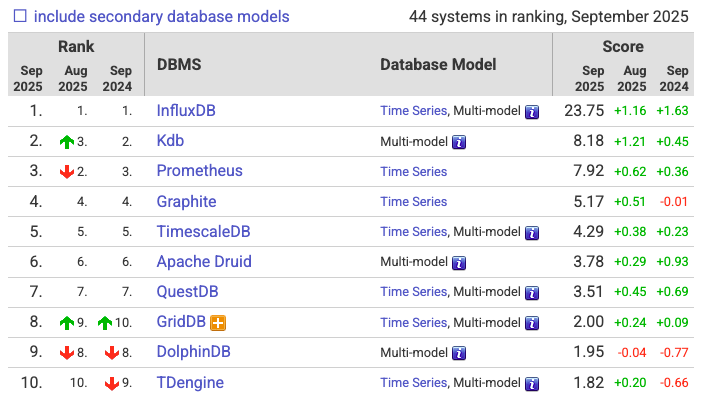 include secondary database models 44 systems in ranking, September 2025
Rank DBMS Database Model Score
Sep 2025 Aug 2025 Sep 2024 Sep 2025 Aug 2025 Sep 2024
1. 1. 1. InfluxDB Time Series, Multi-model i 23.75 +1.16 +1.63
2. 3. 2. Kdb Multi-model i 8.18 +1.21 +0.45
3. 2. 3. Prometheus Time Series 7.92 +0.62 +0.36
4. 4. 4. Graphite Time Series 5.17 +0.51 -0.01
5. 5. 5. TimescaleDB Time Series, Multi-model i 4.29 +0.38 +0.23
6. 6. 6. Apache Druid Multi-model i 3.78 +0.29 +0.93
7. 7. 7. QuestDB Time Series, Multi-model i 3.51 +0.45 +0.69
8. 9. 10. GridDB Time Series, Multi-model i 2.00 +0.24 +0.09
9. 8. 8. DolphinDB Multi-model i 1.95 -0.04 -0.77
10. 10. 9. TDengine Time Series, Multi-model i 1.82 +0.20 -0.66